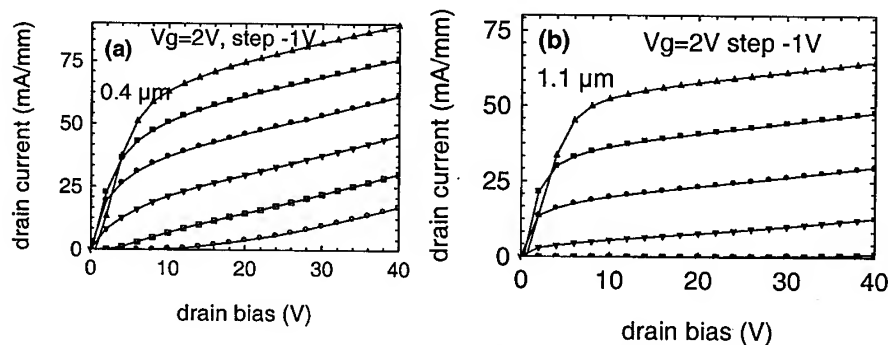 (a) Vg=2V, step -1V
0.4 µm
drain current (mA/mm)
75
50
25
0
0 10 20 30 40
drain bias (V)
(b) Vg=2V step -1V
1.1 µm
drain current (mA/mm)
75
50
25
0
0 10 20 30 40
drain bias (V)